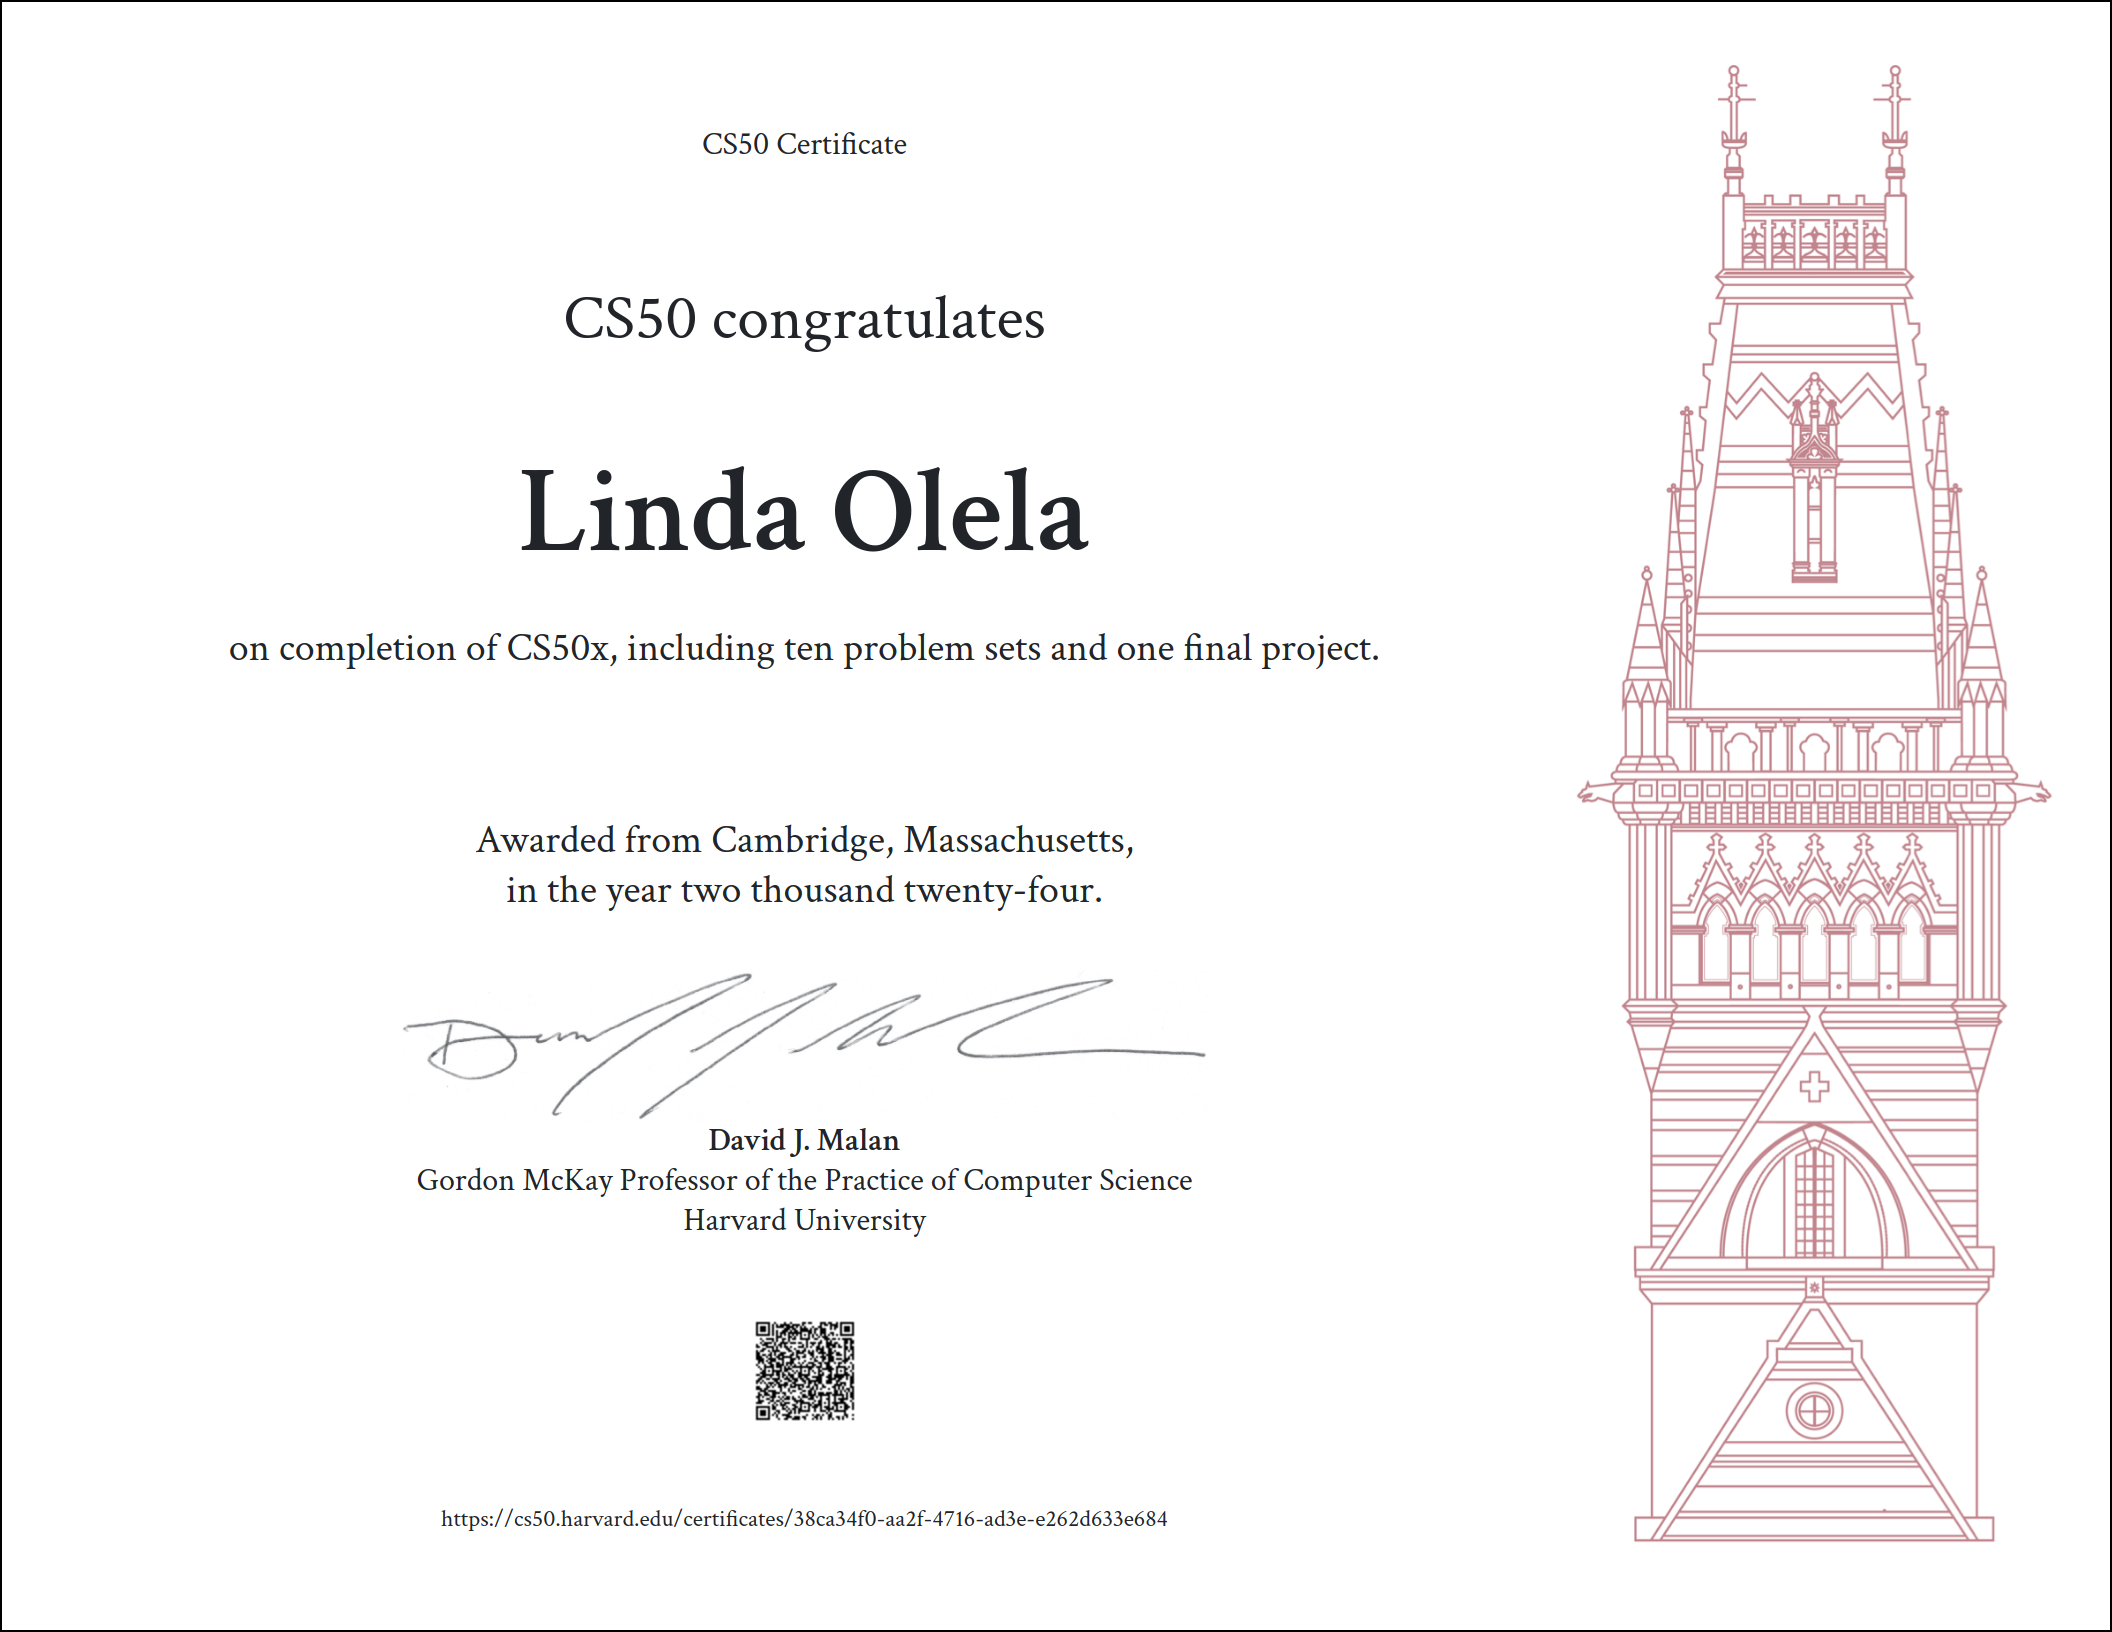 CS50 Certificate
CS50 congratulates
Linda Olela
on completion of CS50x, including ten problem sets and one final project.
Awarded from Cambridge, Massachusetts,
in the year two thousand twenty-four.
David J. Malan
Gordon McKay Professor of the Practice of Computer Science
Harvard University
https://cs50.harvard.edu/certificates/38ca34f0-aa2f-4716-ad3e-e262d633e684